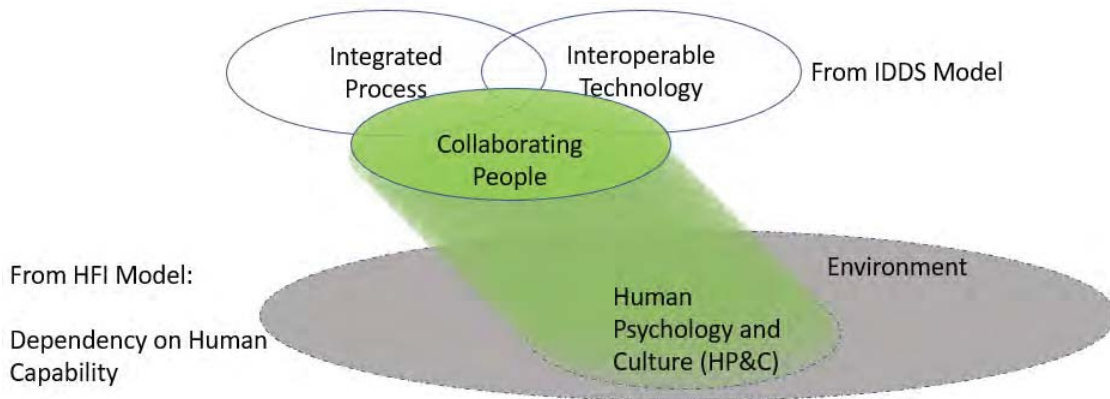 Integrated
Process
Interoperable
Technology
From IDDS Model
Collaborating
People
From HFI Model:
Dependency on Human
Capability
Environment
Human
Psychology and
Culture (HP&C)